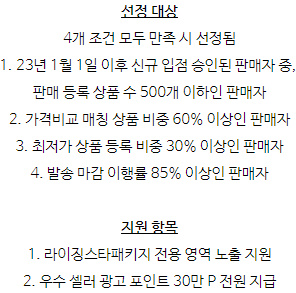 선정 대상
4개 조건 모두 만족 시 선정됨
1. 23년 1월 1일 이후 신규 입점 승인된 판매자 중,
판매 등록 상품 수 500개 이하인 판매자
2. 가격비교 매칭 상품 비중 60% 이상인 판매자
3. 최저가 상품 등록 비중 30% 이상인 판매자
4. 발송 마감 이행률 85% 이상인 판매자
지원 항목
1. 라이징스타패키지 전용 영역 노출 지원
2. 우수 셀러 광고 포인트 30만 P 전원 지급